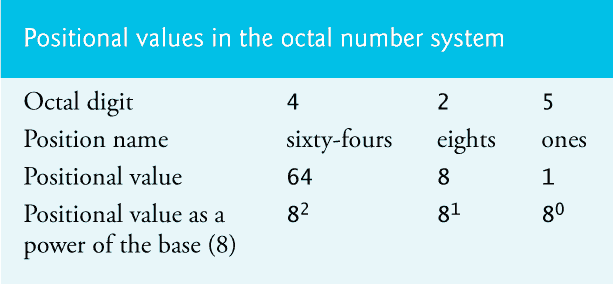 Positional values in the octal number system
Octal digit 4 2 5
Position name sixty-fours eights ones
Positional value 64 8 1
Positional value as a 8² 8¹ 8⁰
power of the base (8)